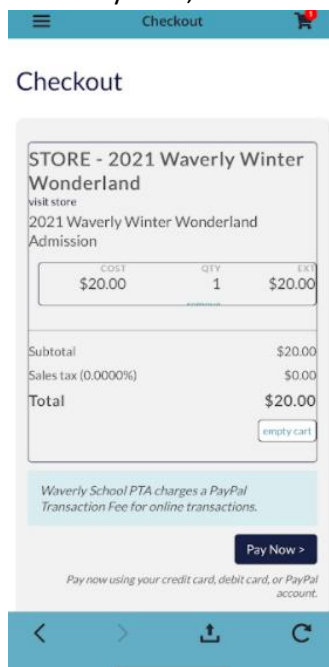 Checkout
1
Checkout
STORE - 2021 Waverly Winter
Wonderland
visit store
2021 Waverly Winter Wonderland
Admission
COST QTY EXT
$20.00 1 $20.00
Subtotal $20.00
Sales tax (0.0000%) $0.00
Total $20.00
empty cart
Waverly School PTA charges a PayPal
Transaction Fee for online transactions.
Pay Now >
Pay now using your credit card, debit card, or PayPal
account.